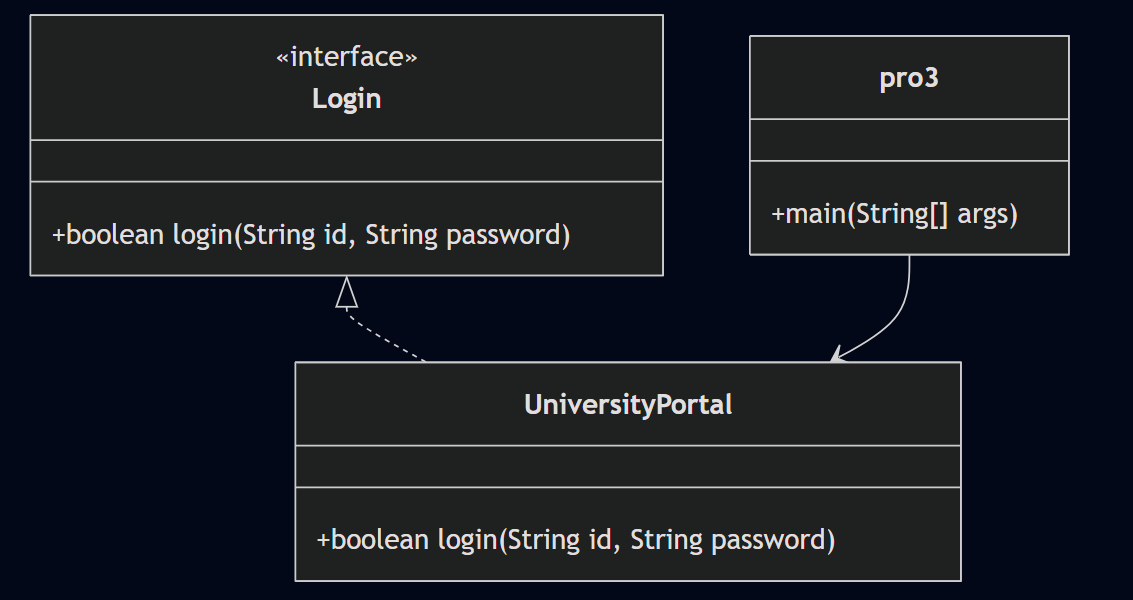 «interface»
Login
+boolean login(String id, String password)
pro3
+main(String[] args)
UniversityPortal
+boolean login(String id, String password)